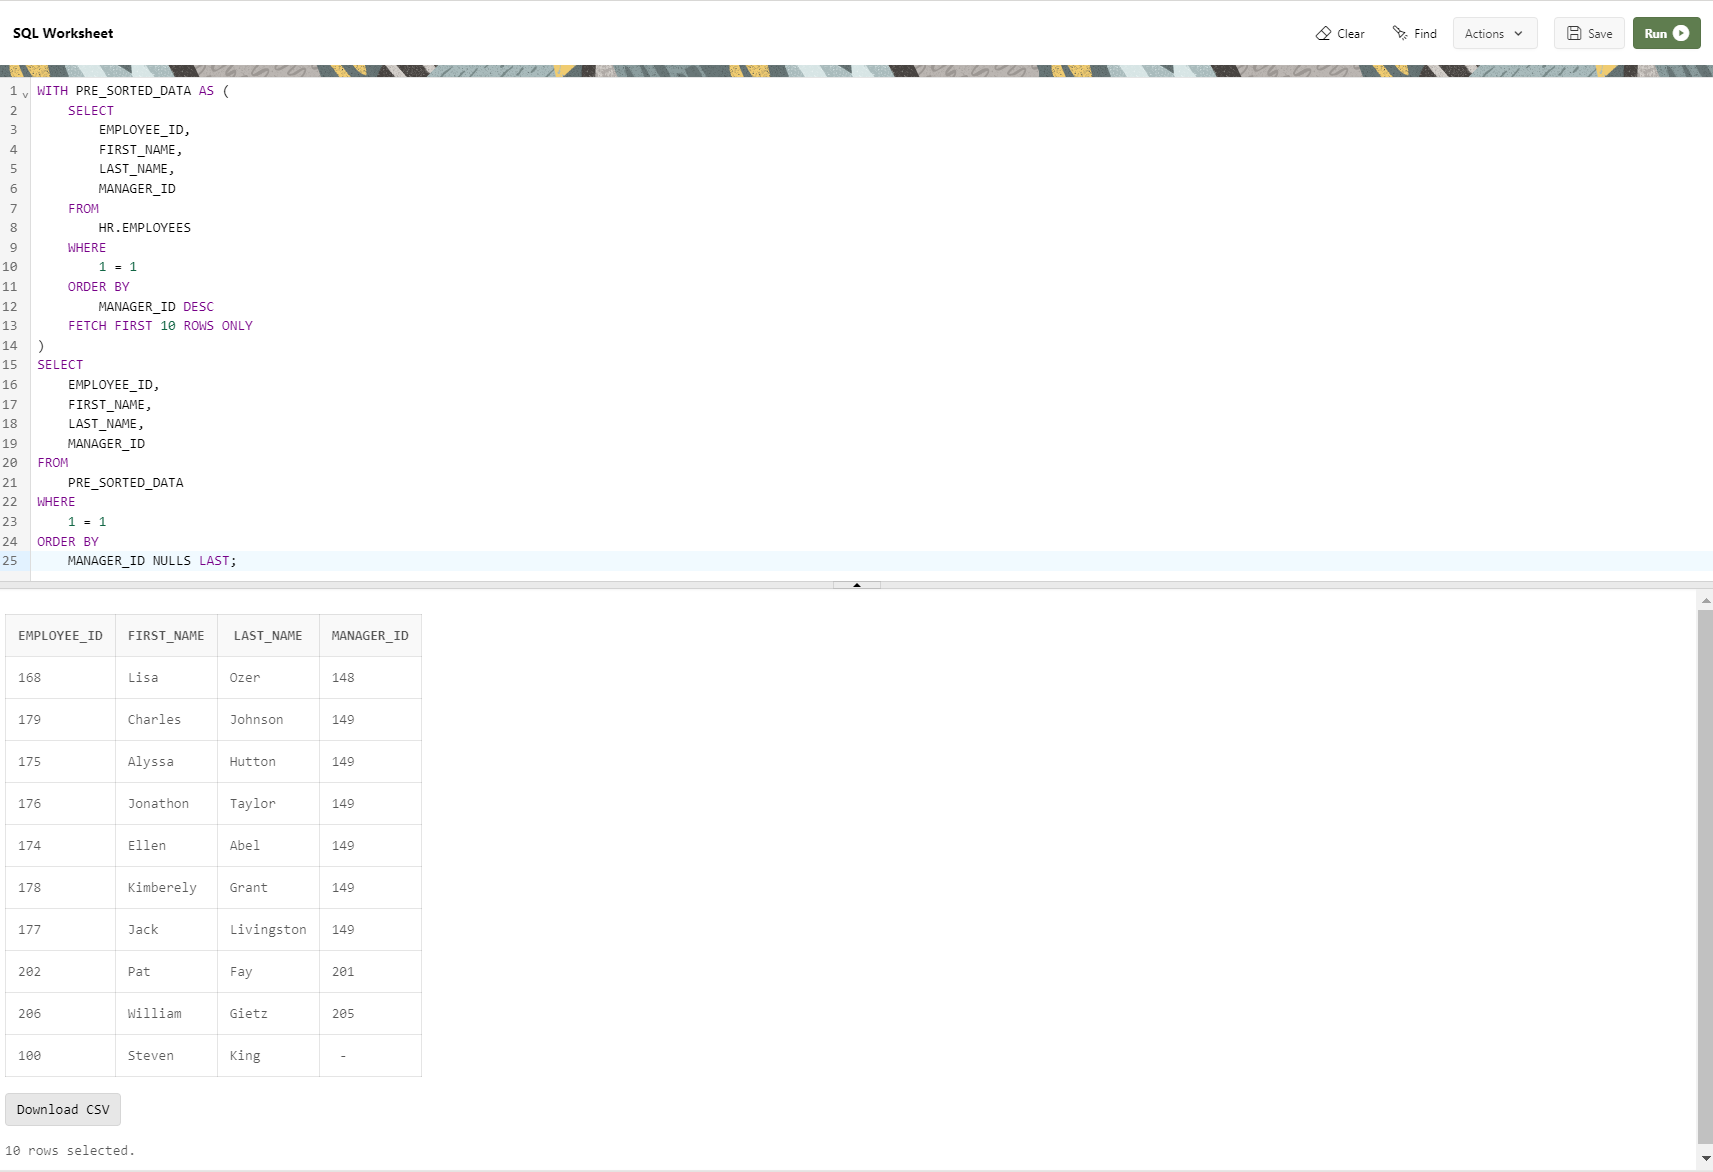 SQL Worksheet
Clear Find Actions Save Run
1 WITH PRE_SORTED_DATA AS (
2     SELECT
3         EMPLOYEE_ID,
4         FIRST_NAME,
5         LAST_NAME,
6         MANAGER_ID
7     FROM
8         HR.EMPLOYEES
9     WHERE
10         1 = 1
11     ORDER BY
12         MANAGER_ID DESC
13     FETCH FIRST 10 ROWS ONLY
14 )
15 SELECT
16     EMPLOYEE_ID,
17     FIRST_NAME,
18     LAST_NAME,
19     MANAGER_ID
20 FROM
21     PRE_SORTED_DATA
22 WHERE
23     1 = 1
24 ORDER BY
25     MANAGER_ID NULLS LAST;
EMPLOYEE_ID FIRST_NAME LAST_NAME MANAGER_ID
168 Lisa Ozer 148
179 Charles Johnson 149
175 Alyssa Hutton 149
176 Jonathon Taylor 149
174 Ellen Abel 149
178 Kimberely Grant 149
177 Jack Livingston 149
202 Pat Fay 201
206 William Gietz 205
100 Steven King -
Download CSV
10 rows selected.